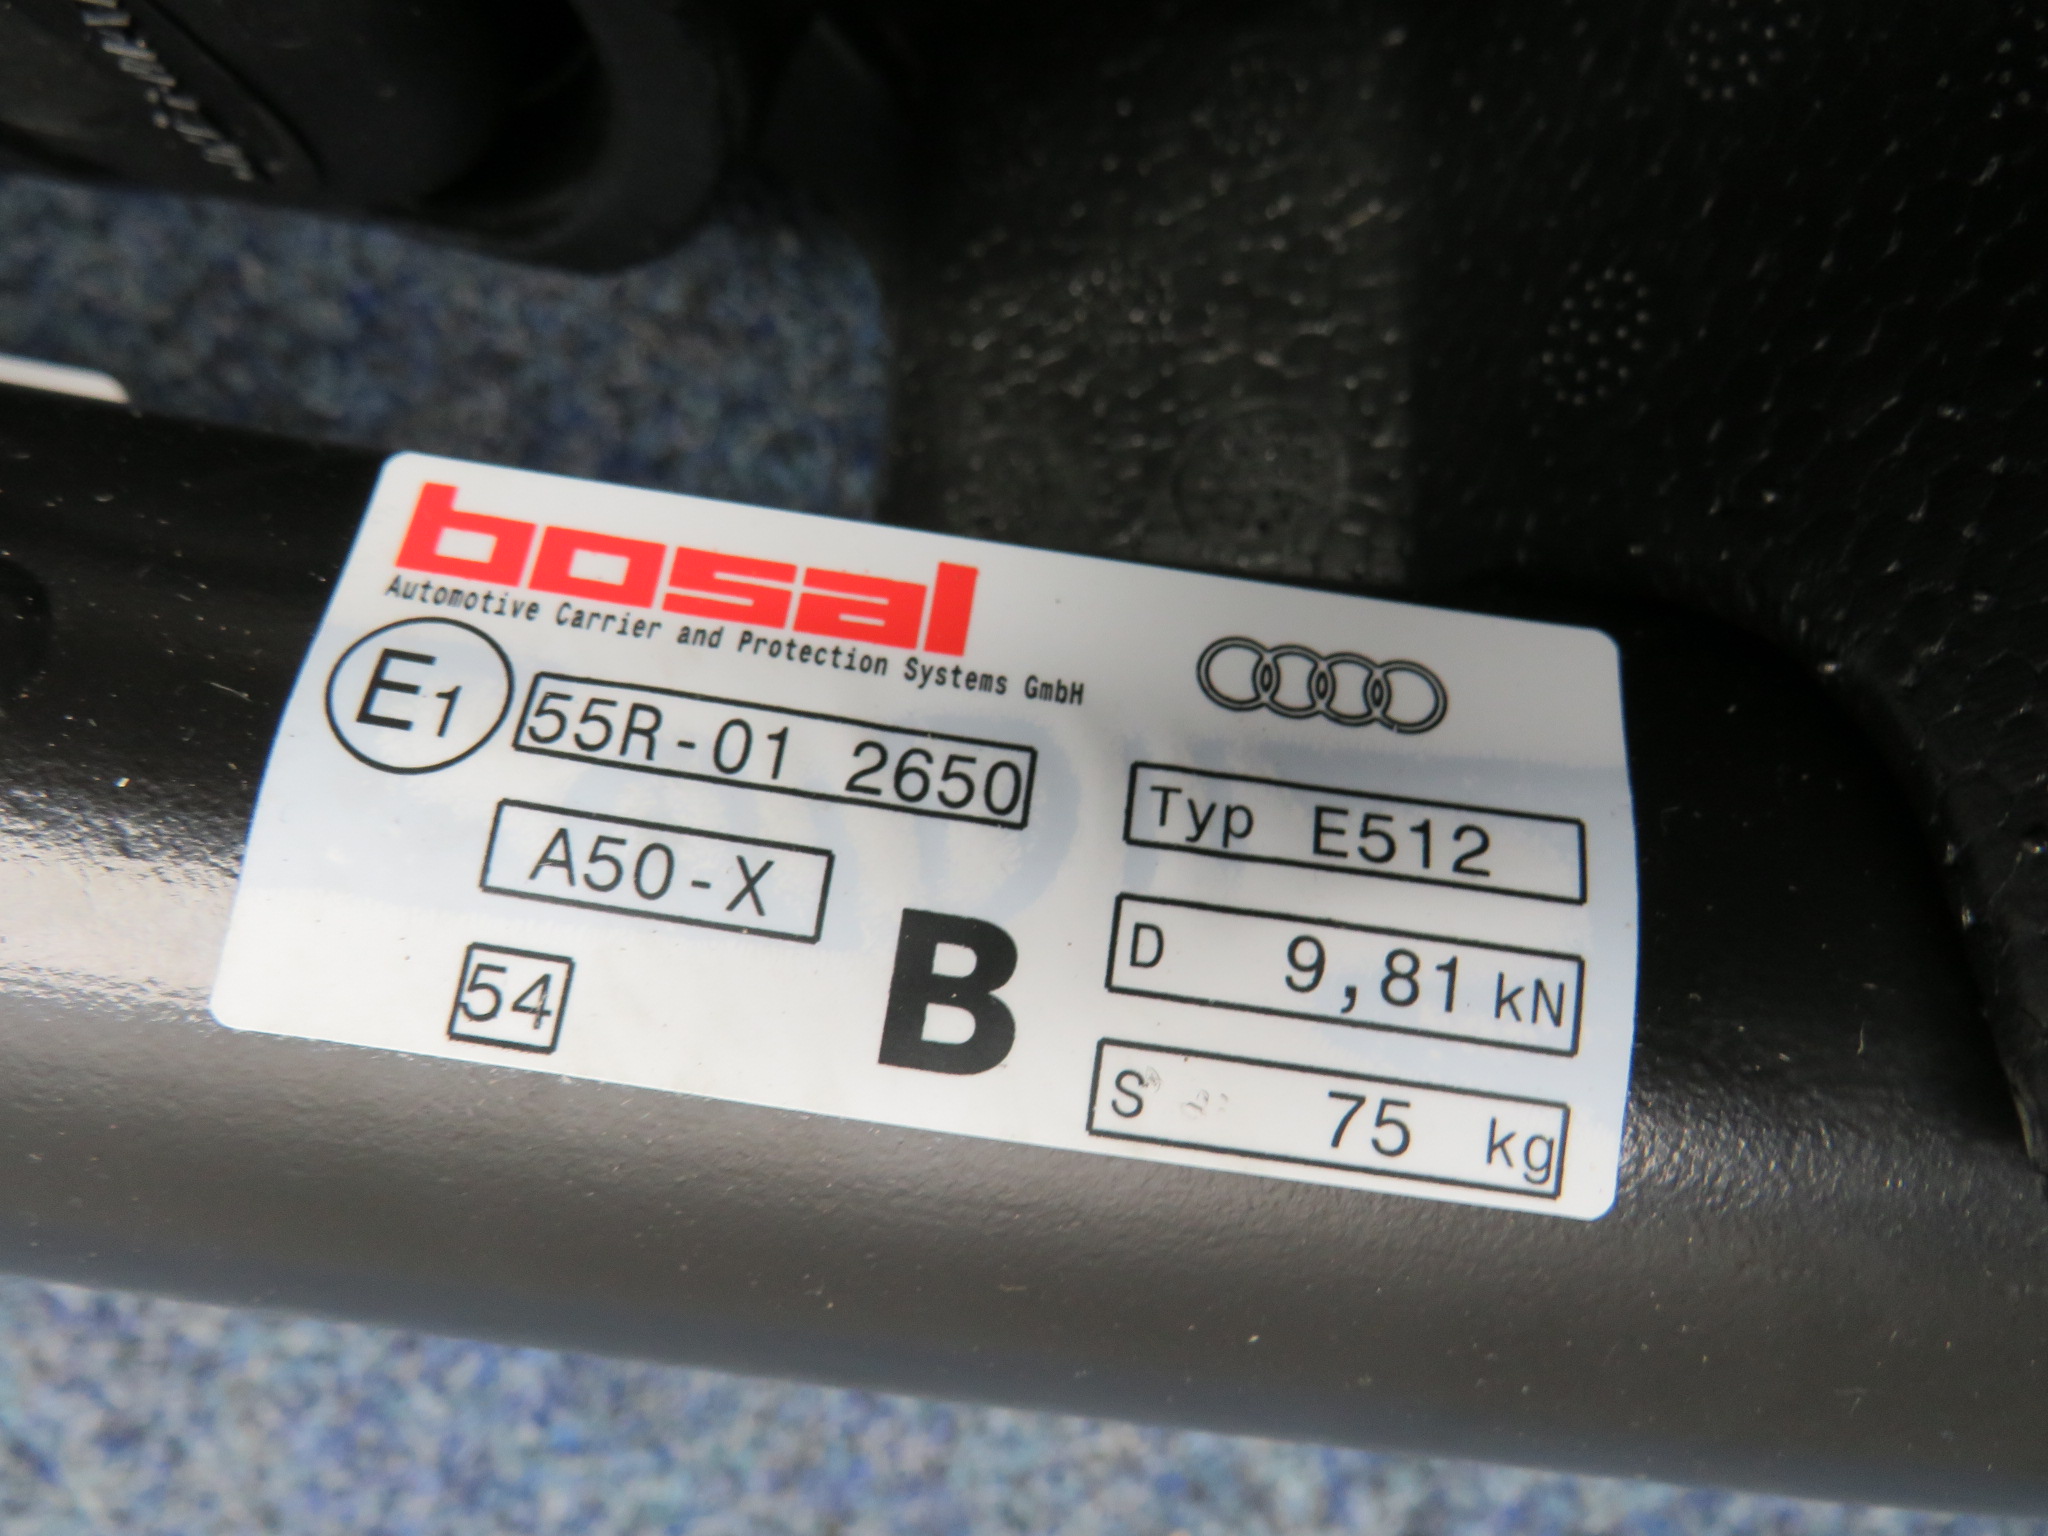 bosal
Automotive Carrier and Protection Systems GmbH
E1 55R-01 2650
A50-X
54
B
Typ E512
D 9,81 kN
S 75 kg